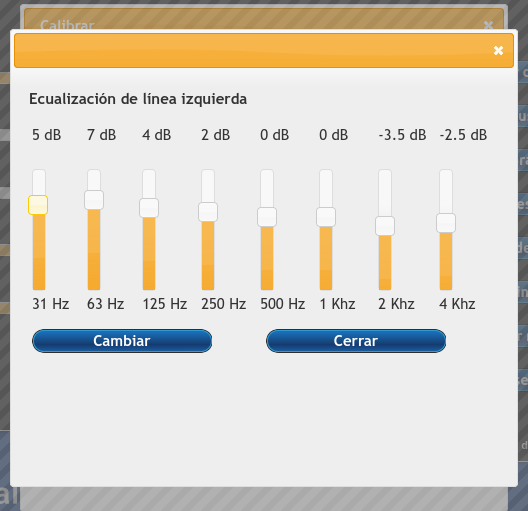 Calibrar
Ecualización de línea izquierda
5 dB 7 dB 4 dB 2 dB 0 dB 0 dB -3.5 dB -2.5 dB
31 Hz 63 Hz 125 Hz 250 Hz 500 Hz 1 Khz 2 Khz 4 Khz
Cambiar Cerrar